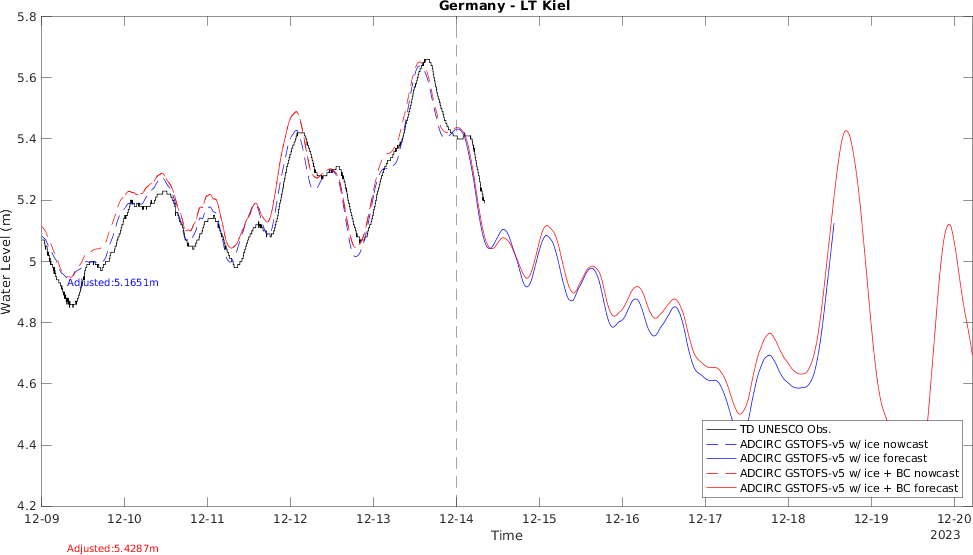 Germany - LT Kiel
Water Level (m)
5.8
5.6
5.4
5.2
5
4.8
4.6
4.4
4.2
Adjusted:5.1651m
TD UNESCO Obs.
ADCIRC GSTOFS-v5 w/ice nowcast
ADCIRC GSTOFS-v5 w/ice forecast
ADCIRC GSTOFS-v5 w/ice + BC nowcast
ADCIRC GSTOFS-v5 w/ice + BC forecast
12-09 12-10 12-11 12-12 12-13 12-14 12-15 12-16 12-17 12-18 12-19 12-20
Time
2023
Adjusted:5.4287m